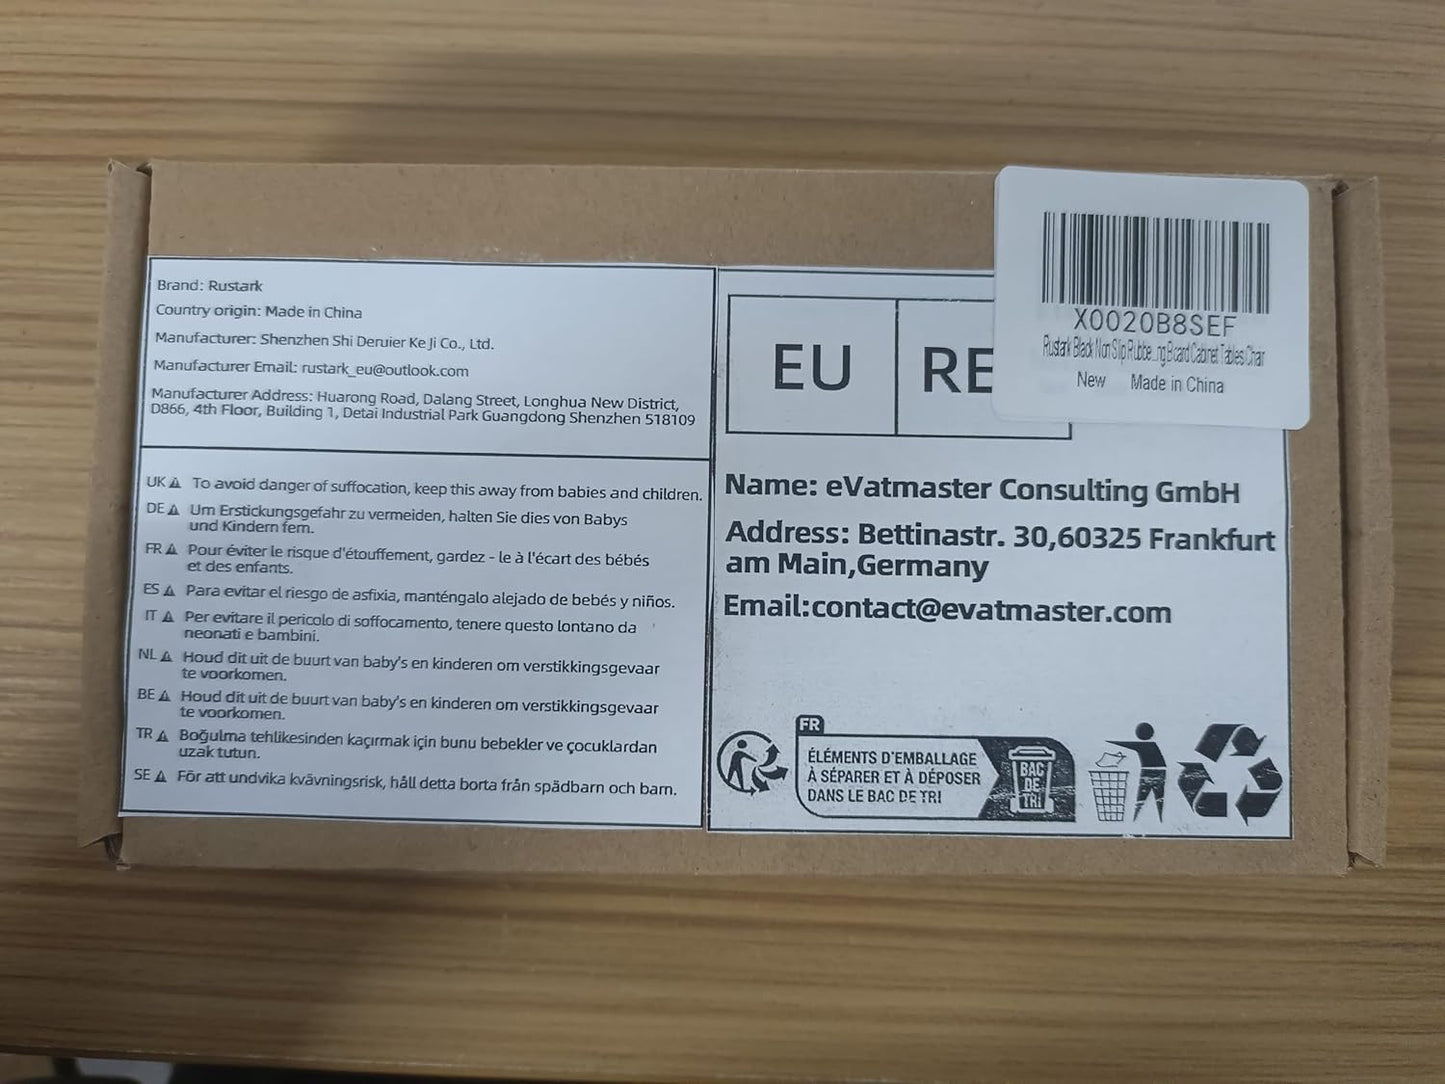 Brand: Rustark
Country origin: Made in China
Manufacturer: Shenzhen Shi Deruier Ke Ji Co., Ltd.
Manufacturer Email: rustark_eu@outlook.com
Manufacturer Address: Huarong Road, Dalang Street, Longhua New District,
D866, 4th Floor, Building 1, Detai Industrial Park Guangdong Shenzhen 518109
UK To avoid danger of suffocation, keep this away from babies and children.
DE Um Erstickungsgefahr zu vermeiden, halten Sie dies von Babys
und Kindern fern.
FR Pour éviter le risque d'étouffement, gardez - le à l'écart des bébés
et des enfants.
ES Para evitar el riesgo de asfixia, manténgalo alejado de bebés y niños.
IT Per evitare il pericolo di soffocamento, tenere questo lontano da
neonati e bambini.
NL Houd dit uit de buurt van baby's en kinderen om verstikkingsgevaar
te voorkomen.
BE Houd dit uit de buurt van baby's en kinderen om verstikkingsgevaar
te voorkomen.
TR Boğulma tehlikesinden kaçırmak için bunu bebekler ve çocuklardan
uzak tutun.
SE För att undvika kvävningsrisk, håll detta borta från spädbarn och barn.
X0020B8SEF
Rustark Black Non Slip Rubbe...ng Board Cabinet Tables Chair
New Made in China
EU RE
Name: eVatmaster Consulting GmbH
Address: Bettinastr. 30,60325 Frankfurt
am Main,Germany
Email:contact@evatmaster.com
FR
ÉLÉMENTS D'EMBALLAGE
À SÉPARER ET À DÉPOSER
DANS LE BAC DE TRI
BAC
DE
TRI